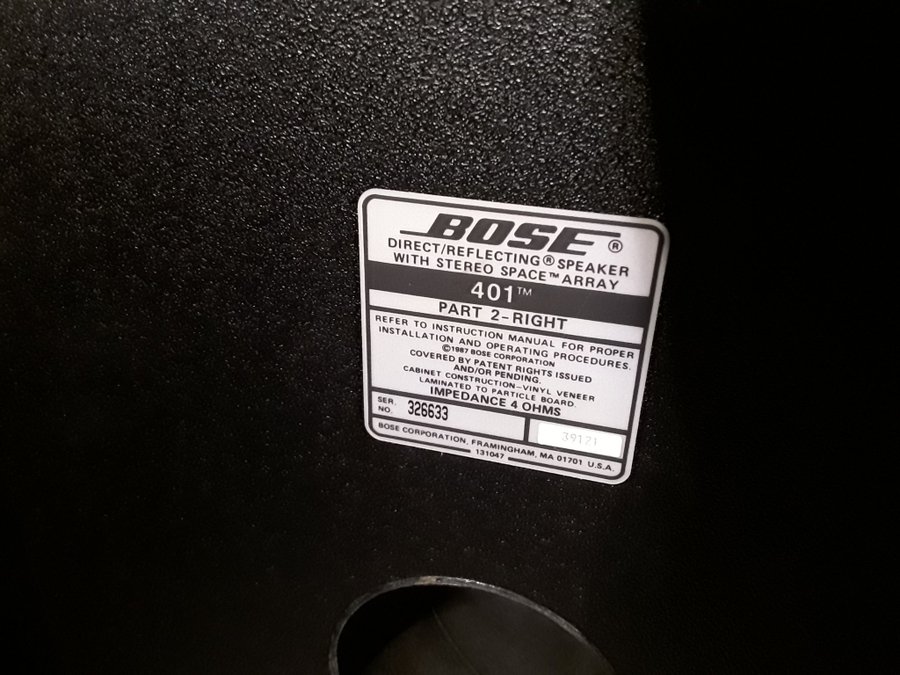 BOSE®
DIRECT/REFLECTING® SPEAKER
WITH STEREO SPACE™ ARRAY
401™
PART 2-RIGHT
REFER TO INSTRUCTION MANUAL FOR PROPER
INSTALLATION AND OPERATING PROCEDURES.
©1987 BOSE CORPORATION
COVERED BY PATENT RIGHTS ISSUED
AND/OR PENDING.
CABINET CONSTRUCTION-VINYL VENEER
LAMINATED TO PARTICLE BOARD.
IMPEDANCE 4 OHMS
SER. NO. 326633
39171
BOSE CORPORATION, FRAMINGHAM, MA 01701 U.S.A.
131047